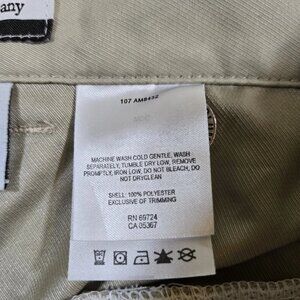 any
107 AM8432
MACHINE WASH COLD GENTLE, WASH
SEPARATELY, TUMBLE DRY LOW, REMOVE
PROMPTLY, IRON LOW, DO NOT BLEACH, DO
NOT DRYCLEAN
SHELL: 100% POLYESTER
EXCLUSIVE OF TRIMMING
RN 69724
CA 05367